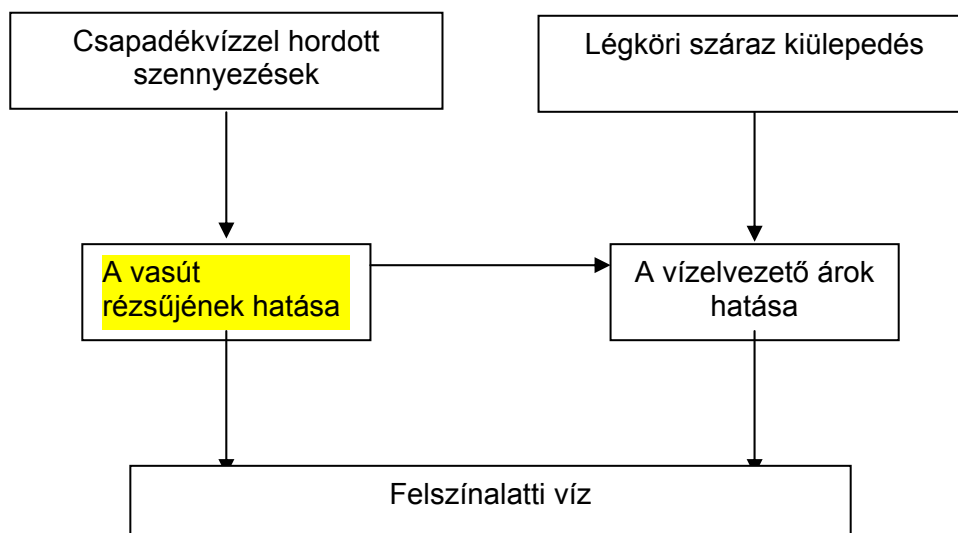 Csapadékvízzel hordott
szennyezések
Légköri száraz kiülepedés
A vasút
rézsűjének hatása
A vízelvezető árok
hatása
Felszínalatti víz